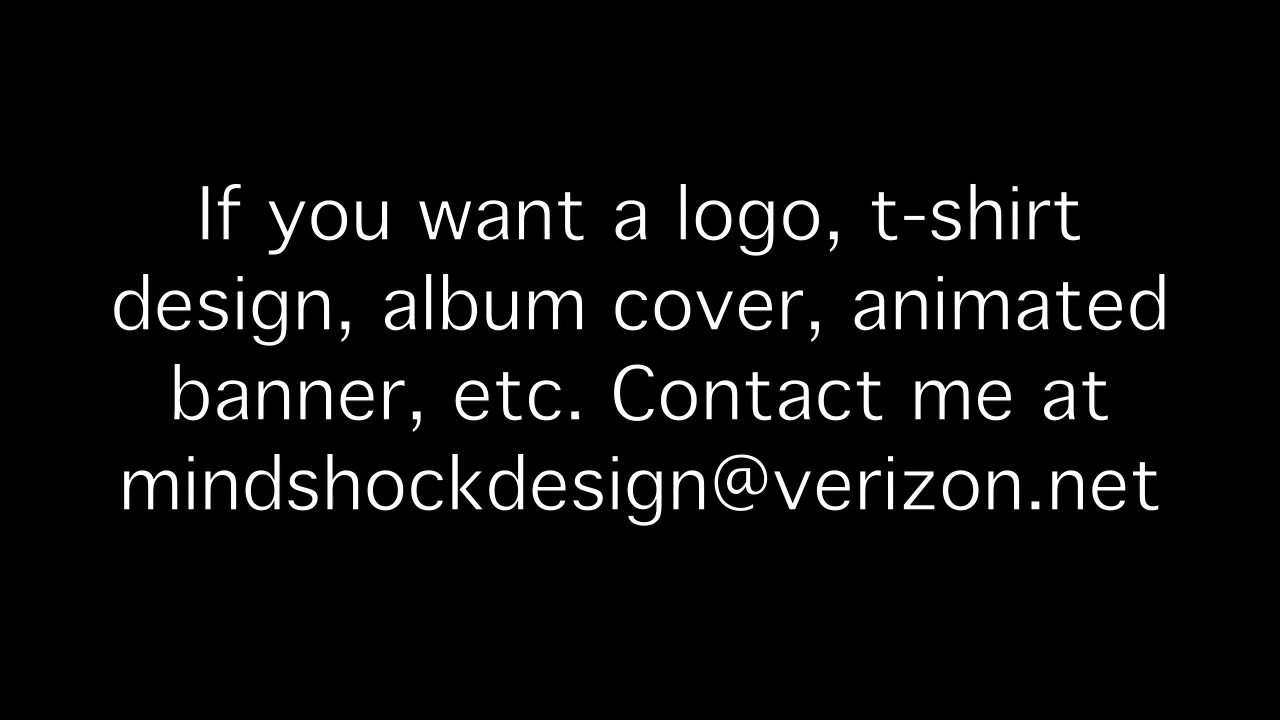 If you want a logo, t-shirt
design, album cover, animated
banner, etc. Contact me at
mindshockdesign@verizon.net